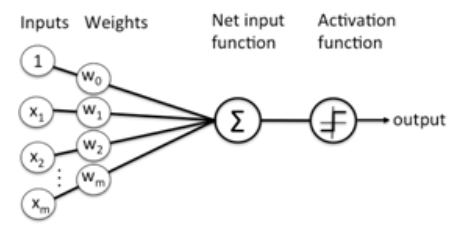 Inputs Weights
Net input function
Activation function
1
w₀
x₁
w₁
x₂
w₂
⋮
xₘ
wₘ
Σ
output